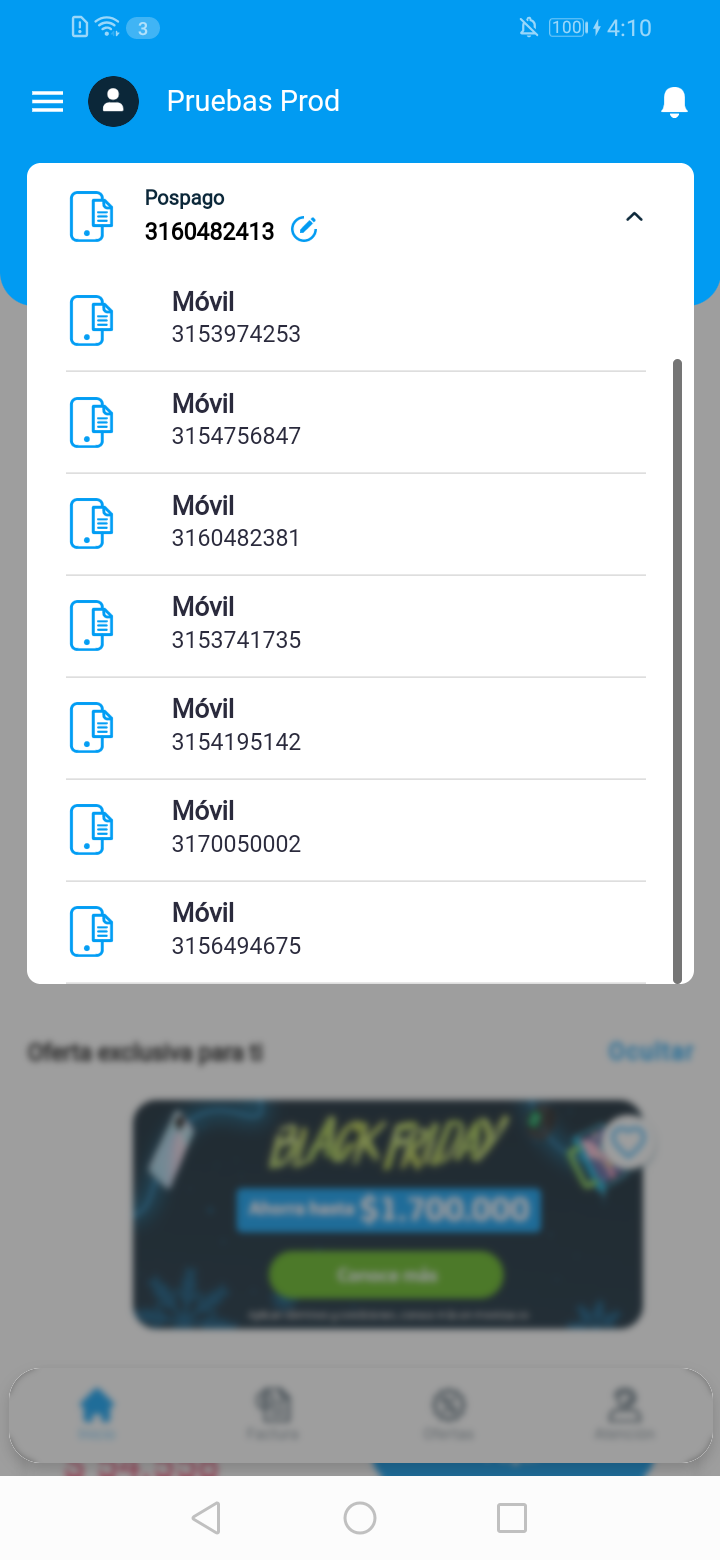 3
100
4:10
Pruebas Prod
Pospago
3160482413
Móvil
3153974253
Móvil
3154756847
Móvil
3160482381
Móvil
3153741735
Móvil
3154195142
Móvil
3170050002
Móvil
3156494675
Oferta exclusiva para ti
Ocultar
BLACK FRIDAY
Ahorra hasta $1.700.000
Conoce más
Inicio
Factura
Ofertas
Atención